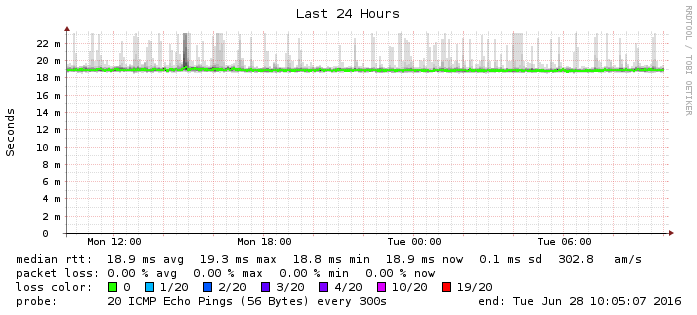 Last 24 Hours
RRDTOOL / TOBI OETIKER
Seconds
22 m
20 m
18 m
16 m
14 m
12 m
10 m
8 m
6 m
4 m
2 m
0
Mon 12:00 Mon 18:00 Tue 00:00 Tue 06:00
median rtt: 18.9 ms avg 19.3 ms max 18.8 ms min 18.9 ms now 0.1 ms sd 302.8 am/s
packet loss: 0.00 % avg 0.00 % max 0.00 % min 0.00 % now
loss color: 0 1/20 2/20 3/20 4/20 10/20 19/20
probe: 20 ICMP Echo Pings (56 Bytes) every 300s end: Tue Jun 28 10:05:07 2016